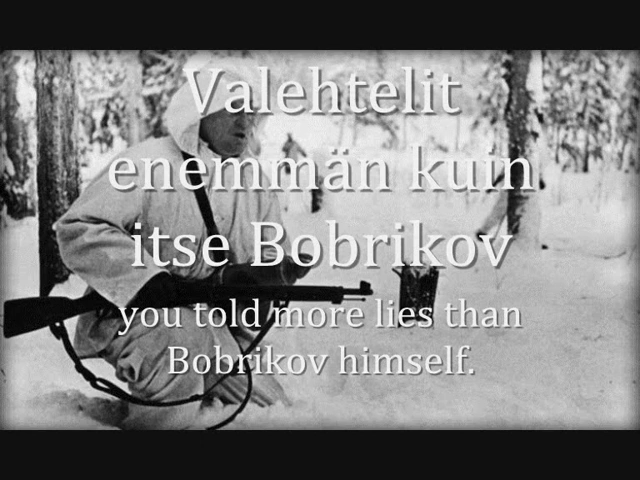 Valehtelit
enemmän kuin
itse Bobrikov
you told more lies than
Bobrikov himself.